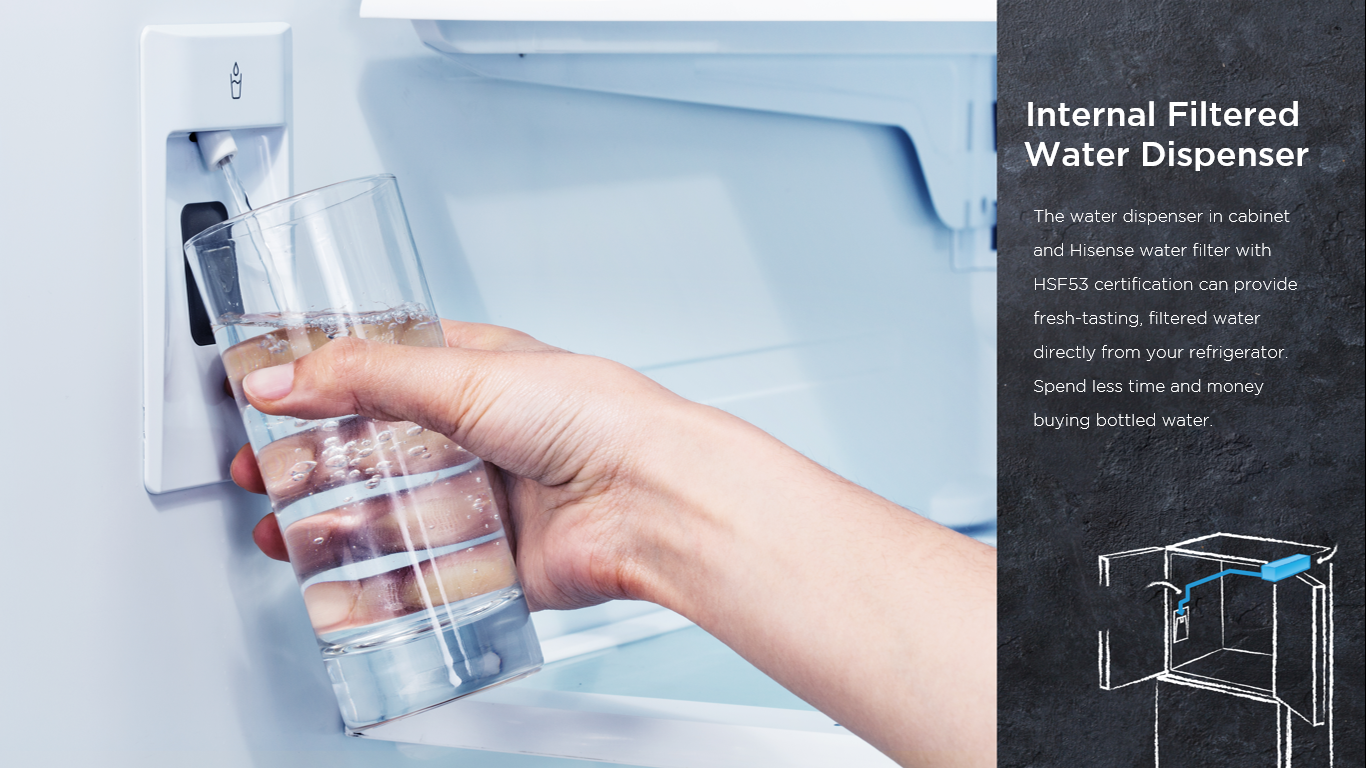 Internal Filtered
Water Dispenser
The water dispenser in cabinet
and Hisense water filter with
HSF53 certification can provide
fresh-tasting, filtered water
directly from your refrigerator.
Spend less time and money
buying bottled water.